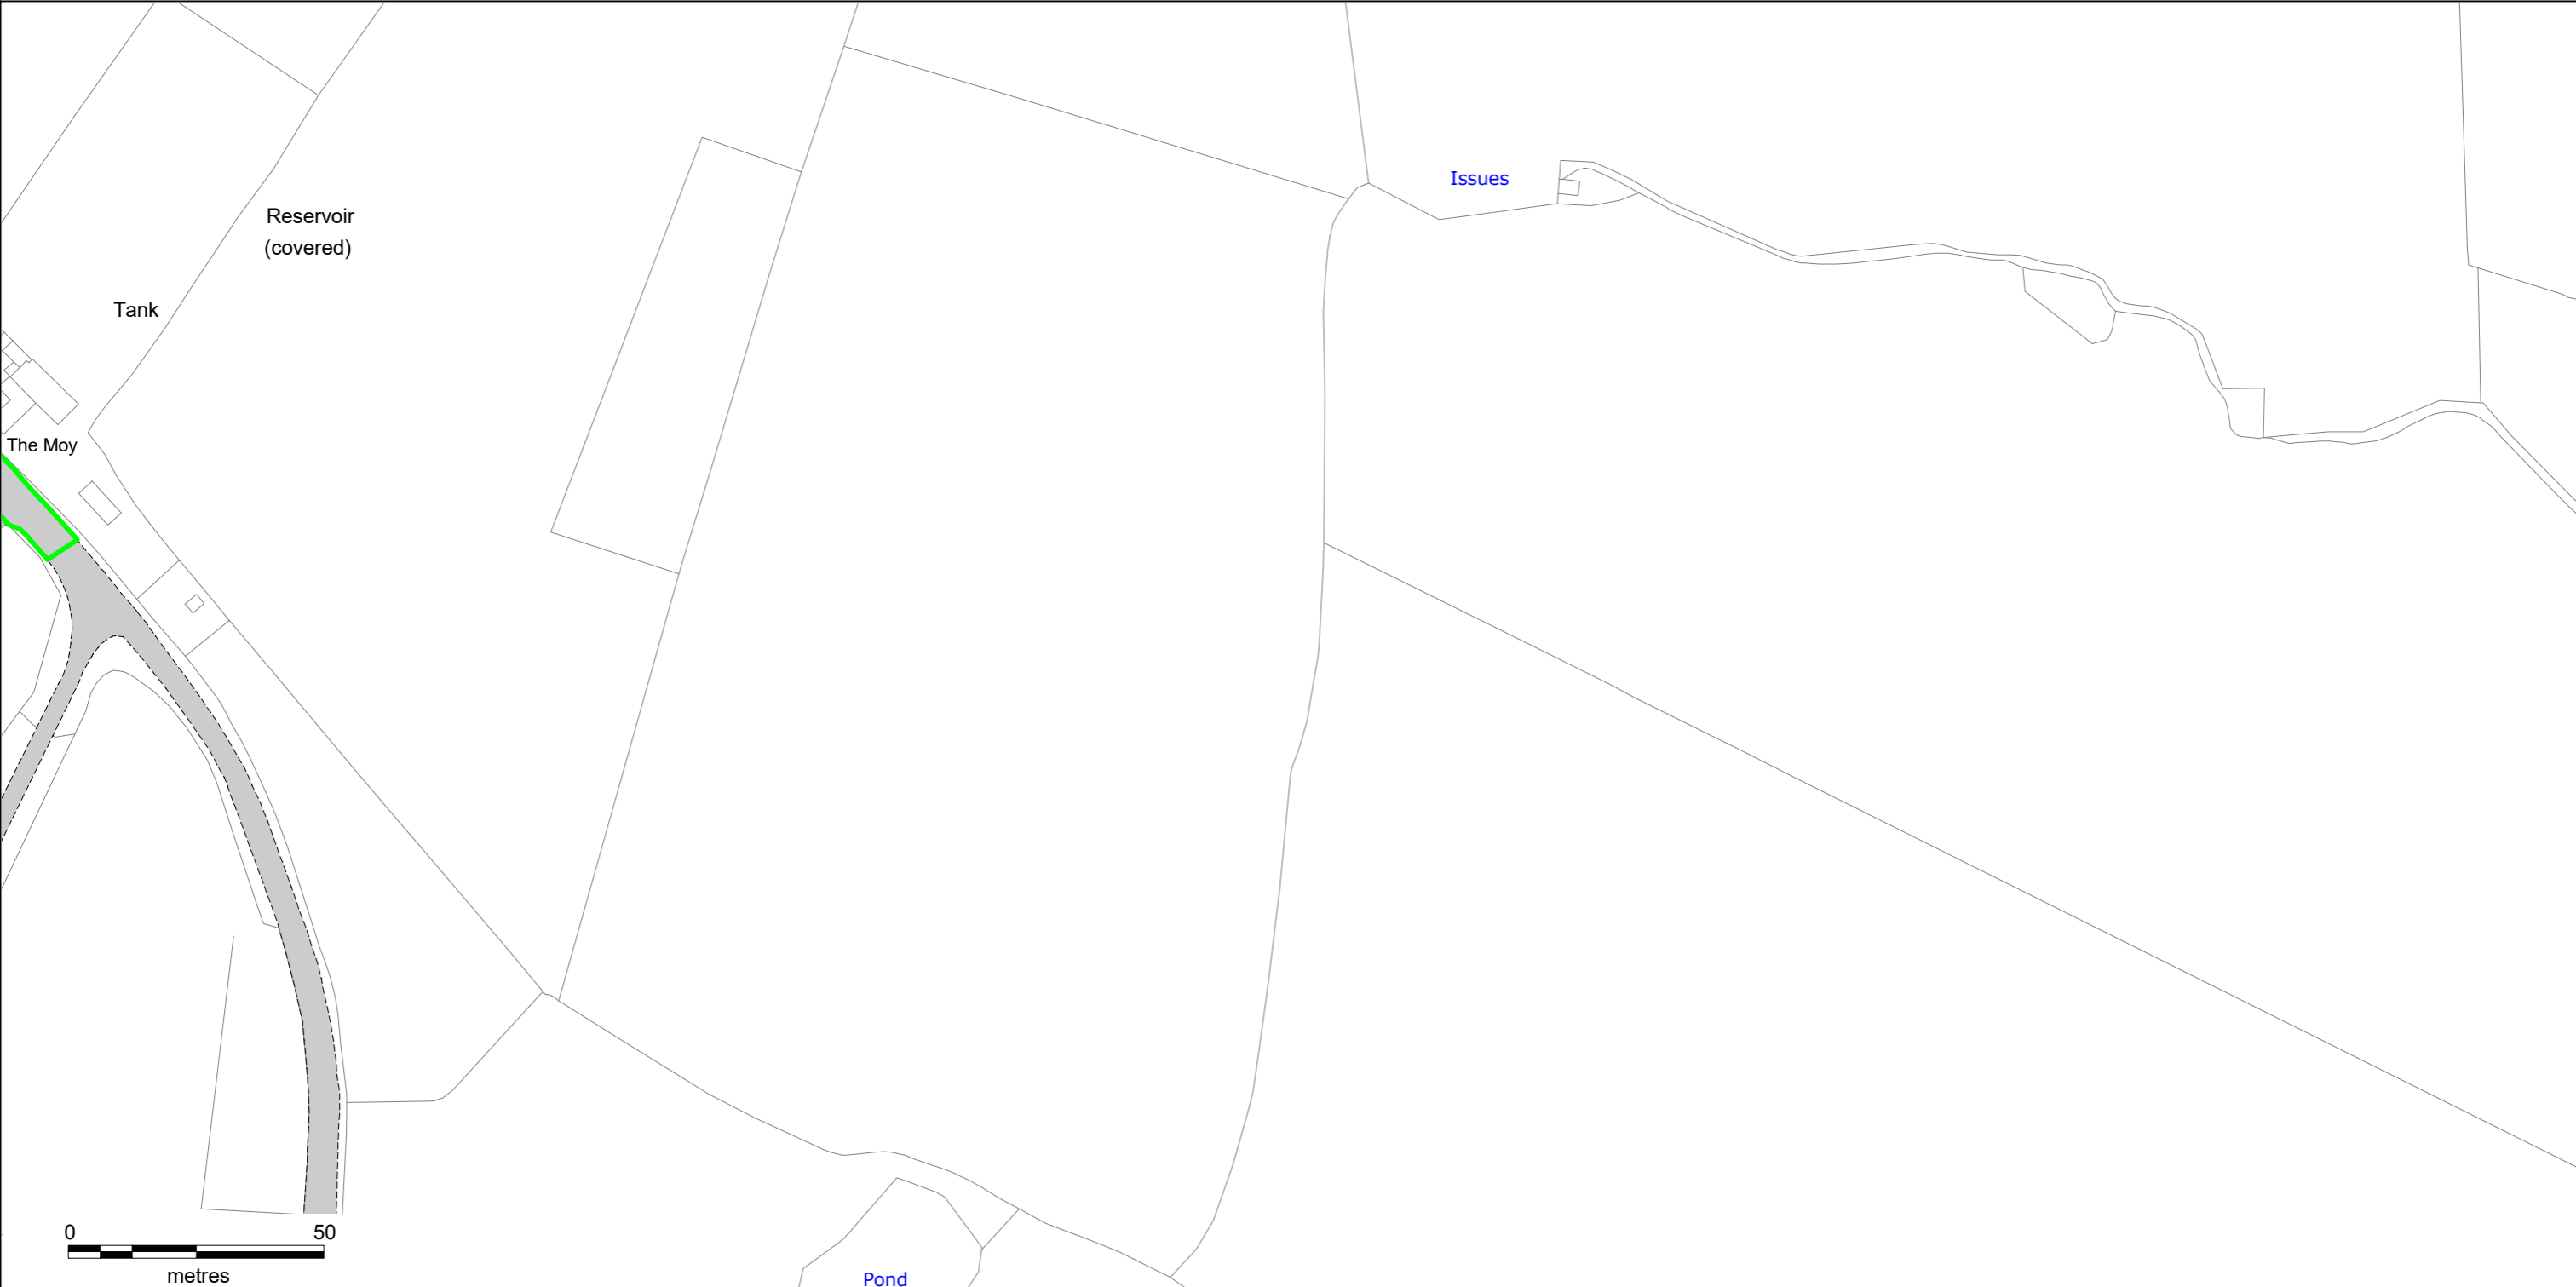 Issues
Reservoir
(covered)
Tank
The Moy
0 50
metres
Pond